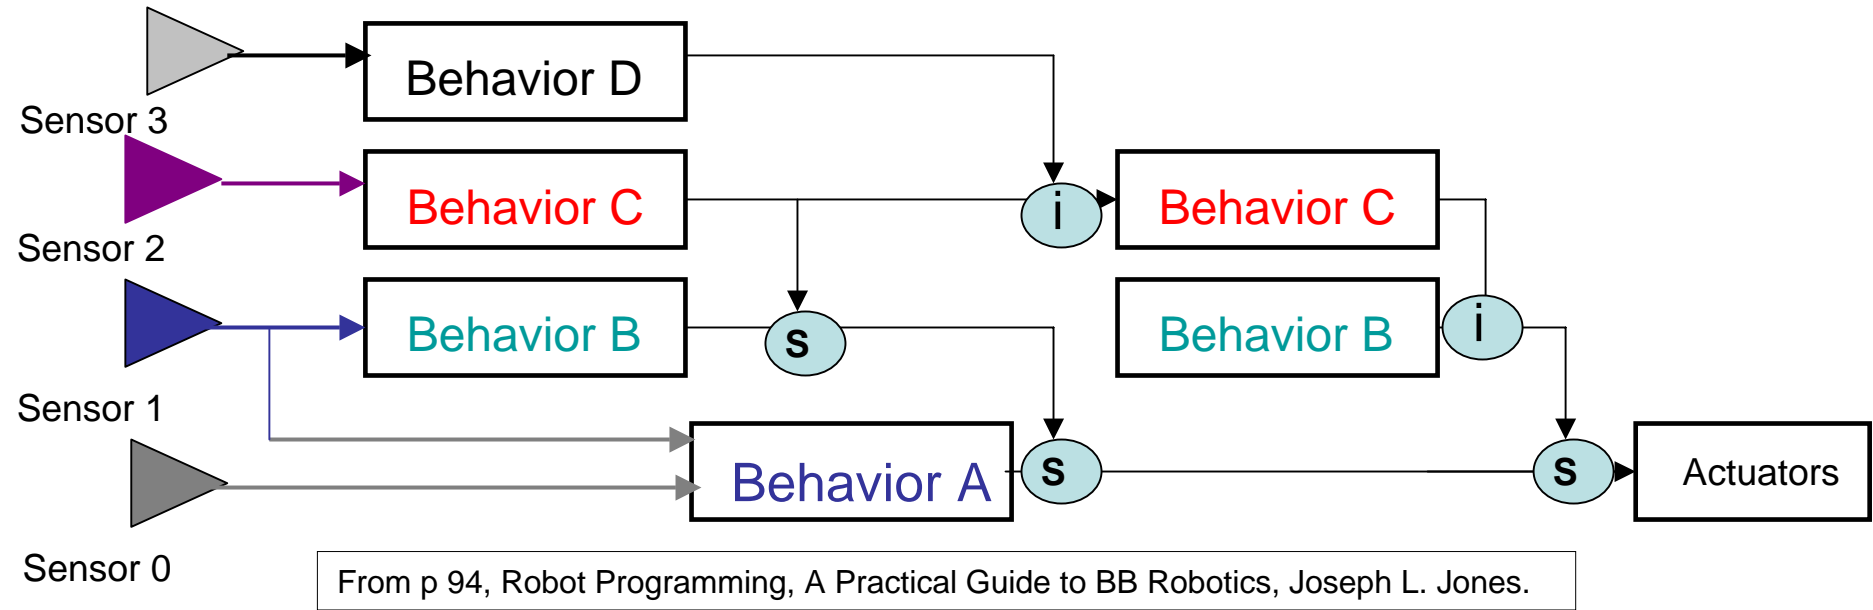 Behavior D
Sensor 3
Behavior C
i
Behavior C
Sensor 2
Behavior B
s
Behavior B
i
Sensor 1
Behavior A
s
s
Actuators
Sensor 0
From p 94, Robot Programming, A Practical Guide to BB Robotics, Joseph L. Jones.